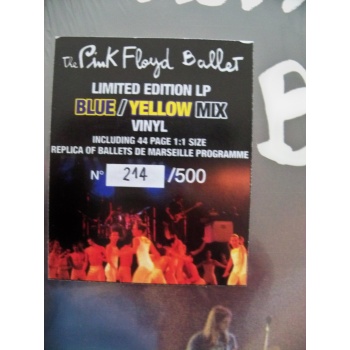 the Pink Floyd Ballet
LIMITED EDITION LP
BLUE / YELLOW MIX
VINYL
INCLUDING 44 PAGE 1:1 SIZE
REPLICA OF BALLETS DE MARSEILLE PROGRAMME
N° 214 /500